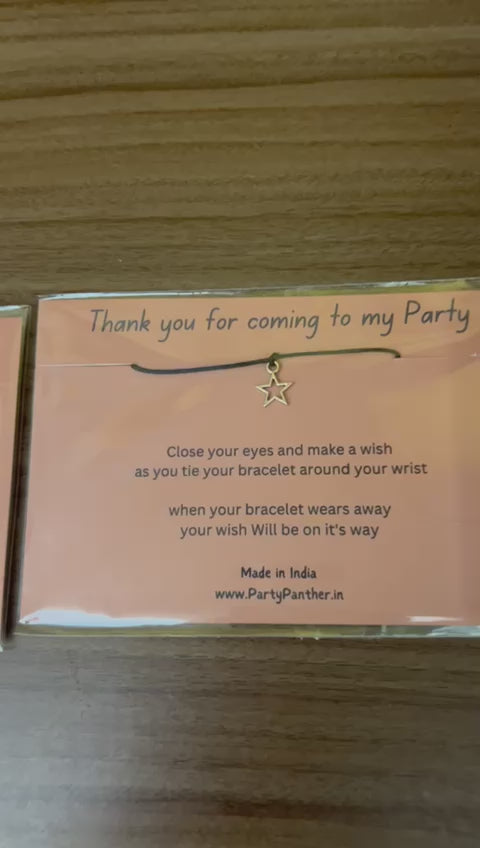 Thank you for coming to my Party
Close your eyes and make a wish
as you tie your bracelet around your wrist
when your bracelet wears away
your wish Will be on it's way
Made in India
www.PartyPanther.in